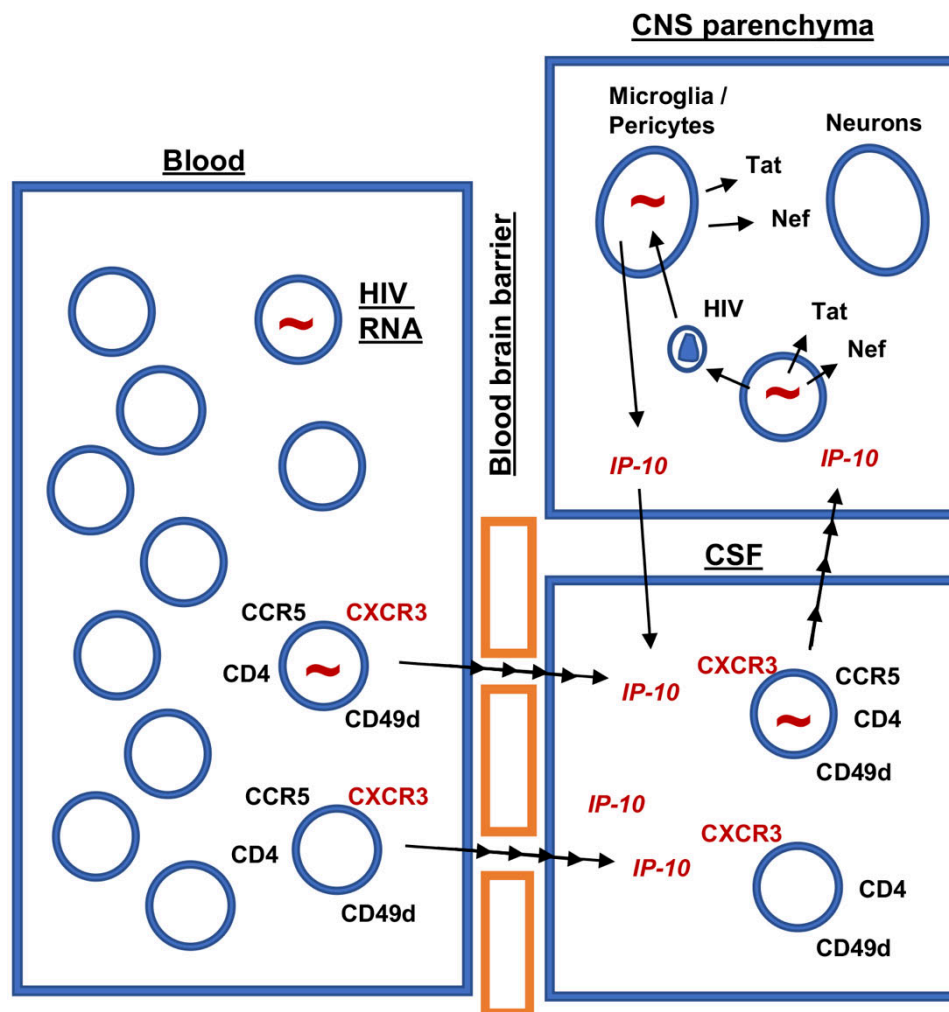 CNS parenchyma
Microglia /
Pericytes
Neurons
Tat
Nef
HIV
Tat
Nef
IP-10
IP-10
Blood
HIV
RNA
Blood brain barrier
CCR5
CXCR3
CD4
CD49d
CCR5
CXCR3
CD4
CD49d
CSF
IP-10
IP-10
IP-10
CXCR3
CCR5
CD4
CD49d
CXCR3
CD4
CD49d